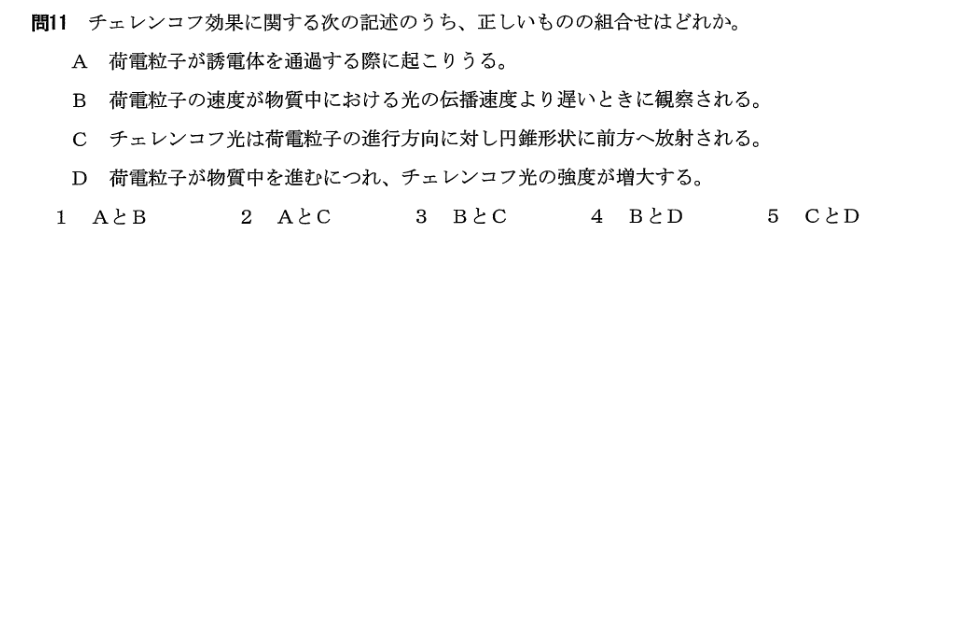 問11 チェレンコフ効果に関する次の記述のうち、正しいものの組合せはどれか。
A 荷電粒子が誘電体を通過する際に起こりうる。
B 荷電粒子の速度が物質中における光の伝播速度より遅いときに観察される。
C チェレンコフ光は荷電粒子の進行方向に対し円錐形状に前方へ放射される。
D 荷電粒子が物質中を進むにつれ、チェレンコフ光の強度が増大する。
1 AとB 2 AとC 3 BとC 4 BとD 5 CとD